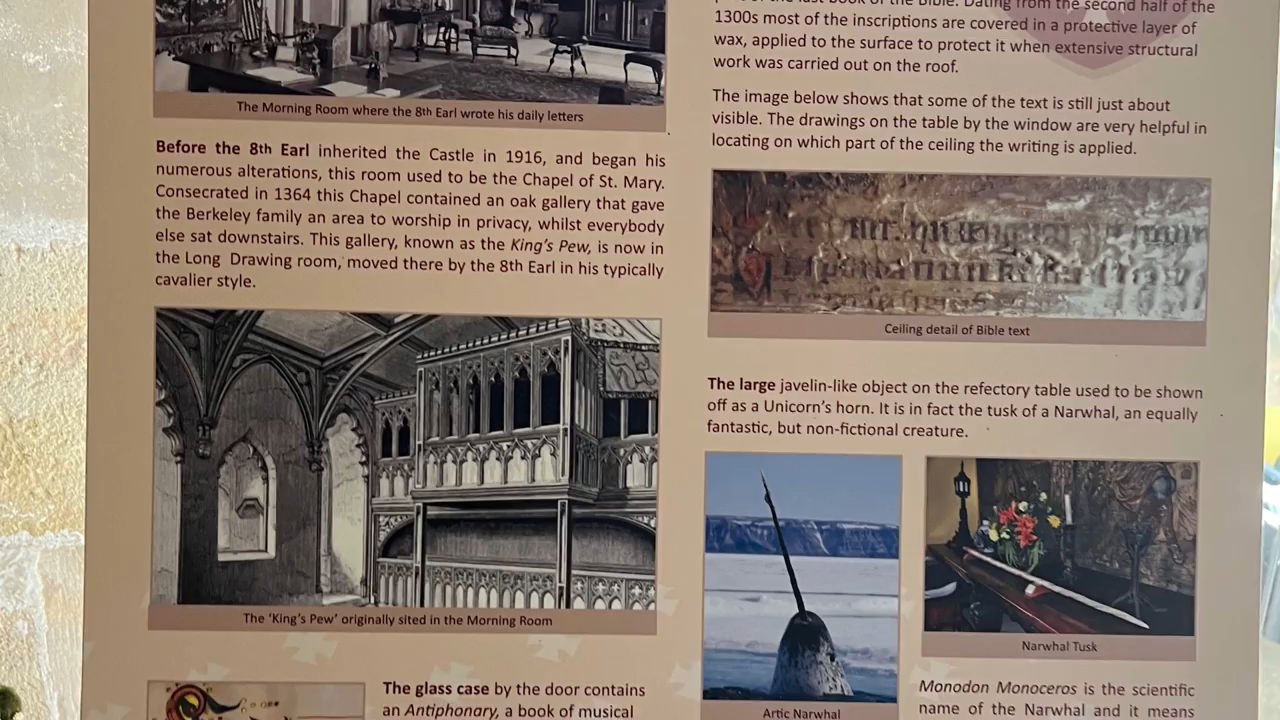 The Morning Room where the 8th Earl wrote his daily letters
Before the 8th Earl inherited the Castle in 1916, and began his
numerous alterations, this room used to be the Chapel of St. Mary.
Consecrated in 1364 this Chapel contained an oak gallery that gave
the Berkeley family an area to worship in privacy, whilst everybody
else sat downstairs. This gallery, known as the King's Pew, is now in
the Long Drawing room, moved there by the 8th Earl in his typically
cavalier style.
The 'King's Pew' originally sited in the Morning Room
The glass case by the door contains
an Antiphonary, a book of musical
of the last book of the Bible. Dating from the second half of the
1300s most of the inscriptions are covered in a protective layer of
wax, applied to the surface to protect it when extensive structural
work was carried out on the roof.
The image below shows that some of the text is still just about
visible. The drawings on the table by the window are very helpful in
locating on which part of the ceiling the writing is applied.
Ceiling detail of Bible text
The large javelin-like object on the refectory table used to be shown
off as a Unicorn's horn. It is in fact the tusk of a Narwhal, an equally
fantastic, but non-fictional creature.
Artic Narwhal
Narwhal Tusk
Monodon Monoceros is the scientific
name of the Narwhal and it means